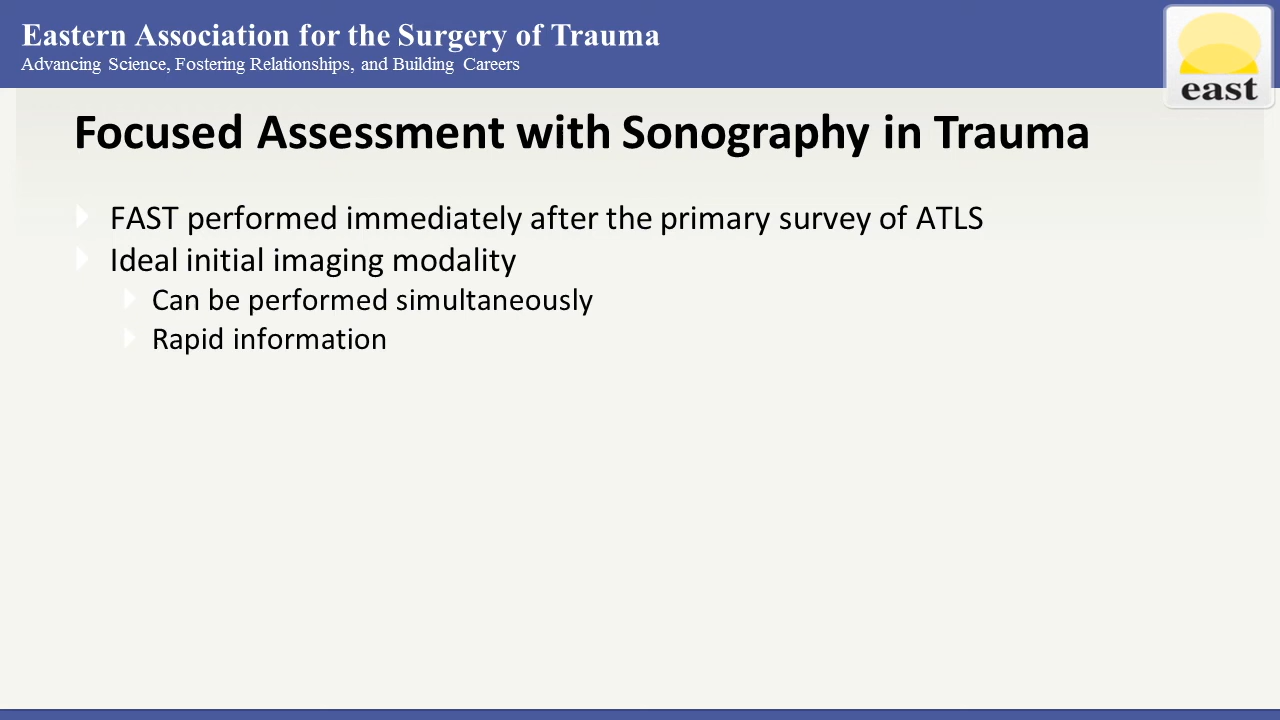 Eastern Association for the Surgery of Trauma
Advancing Science, Fostering Relationships, and Building Careers
east
Focused Assessment with Sonography in Trauma
FAST performed immediately after the primary survey of ATLS
Ideal initial imaging modality
Can be performed simultaneously
Rapid information